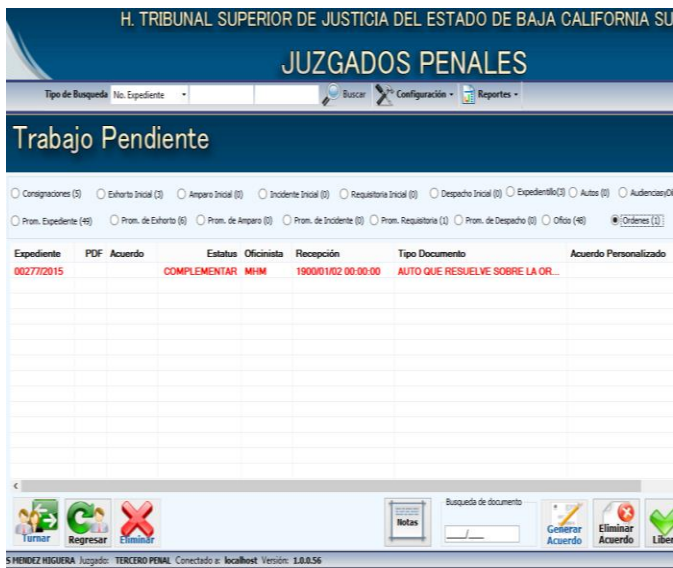 H. TRIBUNAL SUPERIOR DE JUSTICIA DEL ESTADO DE BAJA CALIFORNIA SU
JUZGADOS PENALES
Tipo de Busqueda No. Expediente Buscar Configuración Reportes
Trabajo Pendiente
Consignaciones (5) Exhorto Inicial (3) Amparo Inicial (0) Incidente Inicial (0) Requisitoria Inicial (0) Despacho Inicial (0) Expedentillo(3) Autos (0) AudienciasyDi
Prom. Expediente (49) Prom. de Exhorto (6) Prom. de Amparo (0) Prom. de Incidente (0) Prom. Requisitoria (1) Prom. de Despacho (0) Oficio (48) Ordenes (1)
Expediente PDF Acuerdo Estatus Oficinista Recepción Tipo Documento Acuerdo Personalizado
00277/2015 COMPLEMENTAR MHM 1900/01/02 00:00:00 AUTO QUE RESUELVE SOBRE LA OR...
Busqueda de documento
Turnar Regresar Eliminar Notas __/__ Generar Acuerdo Eliminar Acuerdo Liber
S MENDEZ HIGUERA Juzgado: TERCERO PENAL Conectado a: localhost Versión: 1.0.0.56